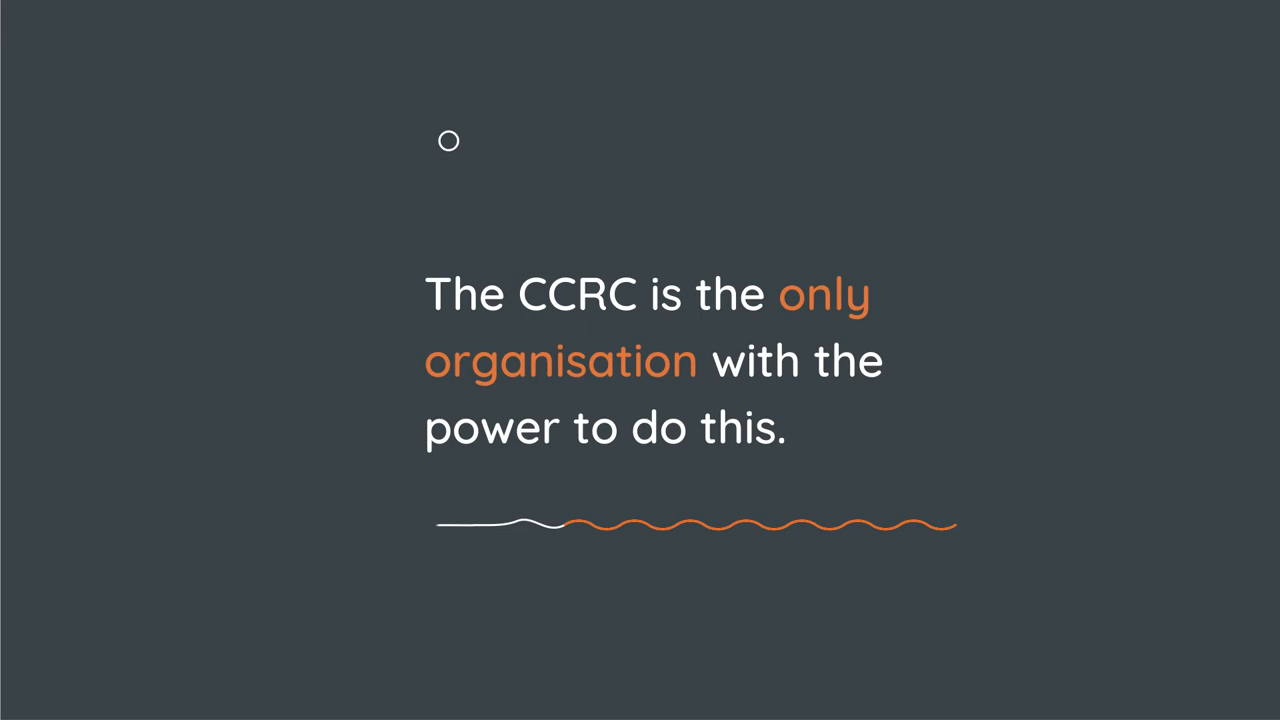 The CCRC is the only
organisation with the
power to do this.